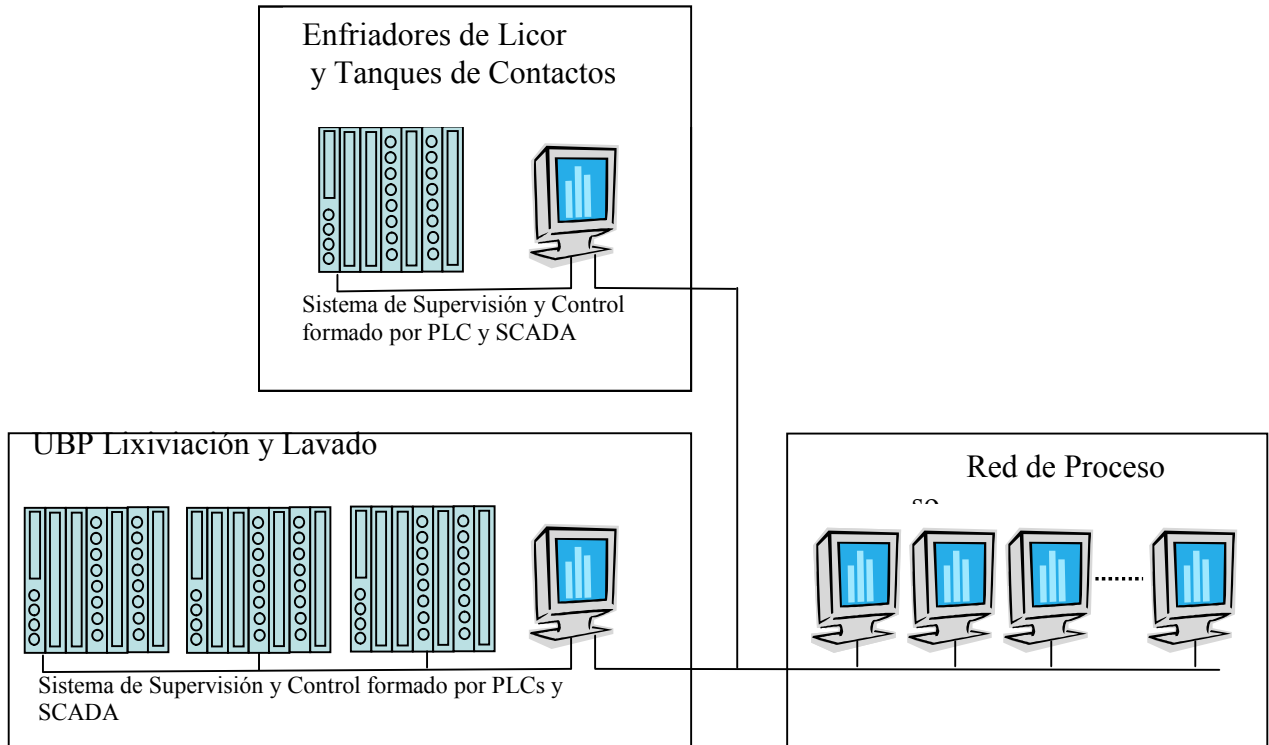 Enfriadores de Licor
y Tanques de Contactos
Sistema de Supervisión y Control
formado por PLC y SCADA
UBP Lixiviación y Lavado
Sistema de Supervisión y Control formado por PLCs y
SCADA
Red de Proceso
so